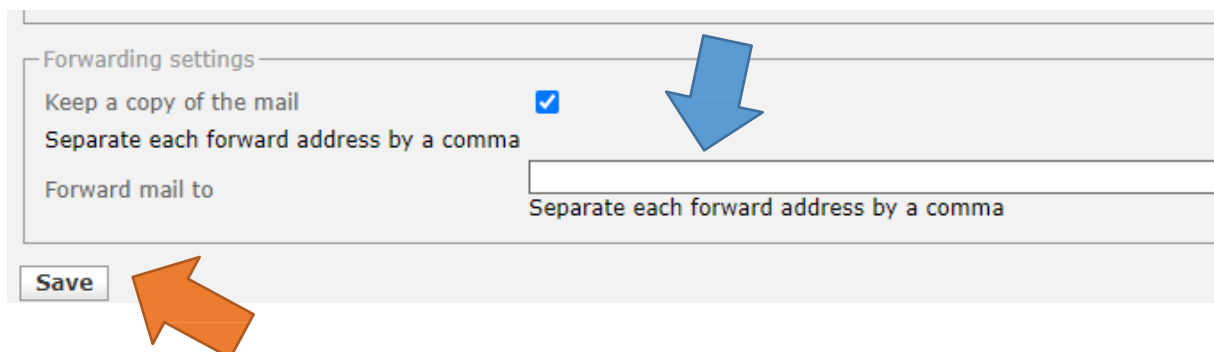 Forwarding settings
Keep a copy of the mail
Separate each forward address by a comma
Forward mail to
Separate each forward address by a comma
Save